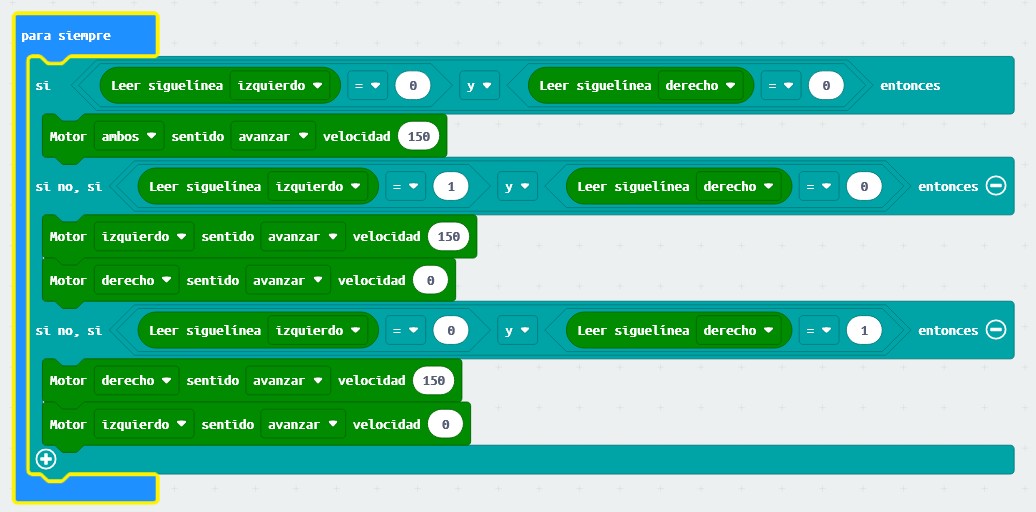 para siempre
si Leer siguelínea izquierdo = 0 y Leer siguelínea derecho = 0 entonces
Motor ambos sentido avanzar velocidad 150
si no, si Leer siguelínea izquierdo = 1 y Leer siguelínea derecho = 0 entonces
Motor izquierdo sentido avanzar velocidad 150
Motor derecho sentido avanzar velocidad 0
si no, si Leer siguelínea izquierdo = 0 y Leer siguelínea derecho = 1 entonces
Motor derecho sentido avanzar velocidad 150
Motor izquierdo sentido avanzar velocidad 0